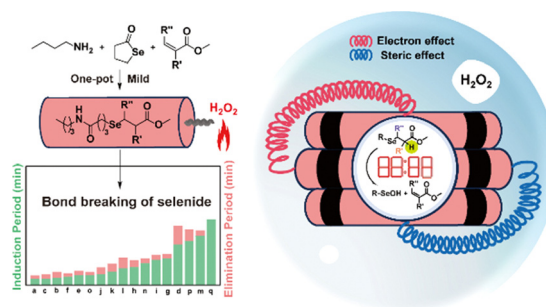 NH₂ + O Se + R" O O R'
One-pot Mild
H N O Se R" O O R'
H₂O₂
Bond breaking of selenide
Induction Period (min)
Elimination Period (min)
a c b f e o j k l h n i g d p m q
Electron effect
Steric effect
H₂O₂
R Se R" O O R' H
88:88
R-SeOH + R" O O R'